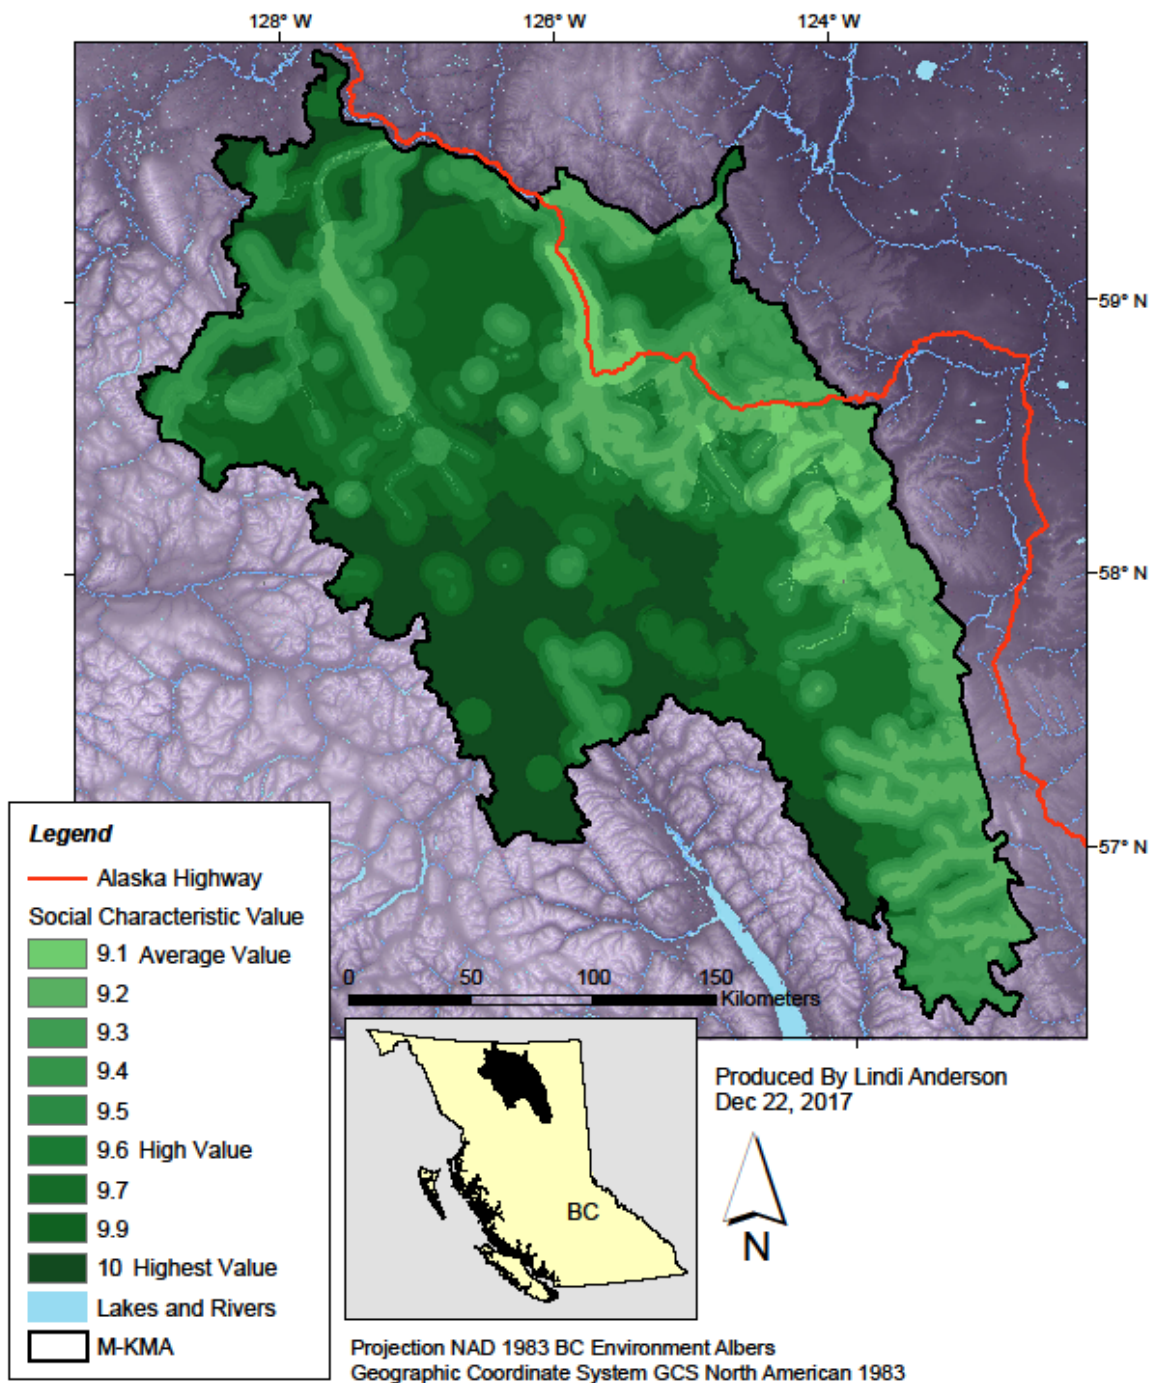 128° W 126° W 124° W
59° N
58° N
57° N
Legend
Alaska Highway
Social Characteristic Value
9.1 Average Value
9.2
9.3
9.4
9.5
9.6 High Value
9.7
9.9
10 Highest Value
Lakes and Rivers
M-KMA
0 50 100 150
Kilometers
BC
Produced By Lindi Anderson
Dec 22, 2017
N
Projection NAD 1983 BC Environment Albers
Geographic Coordinate System GCS North American 1983